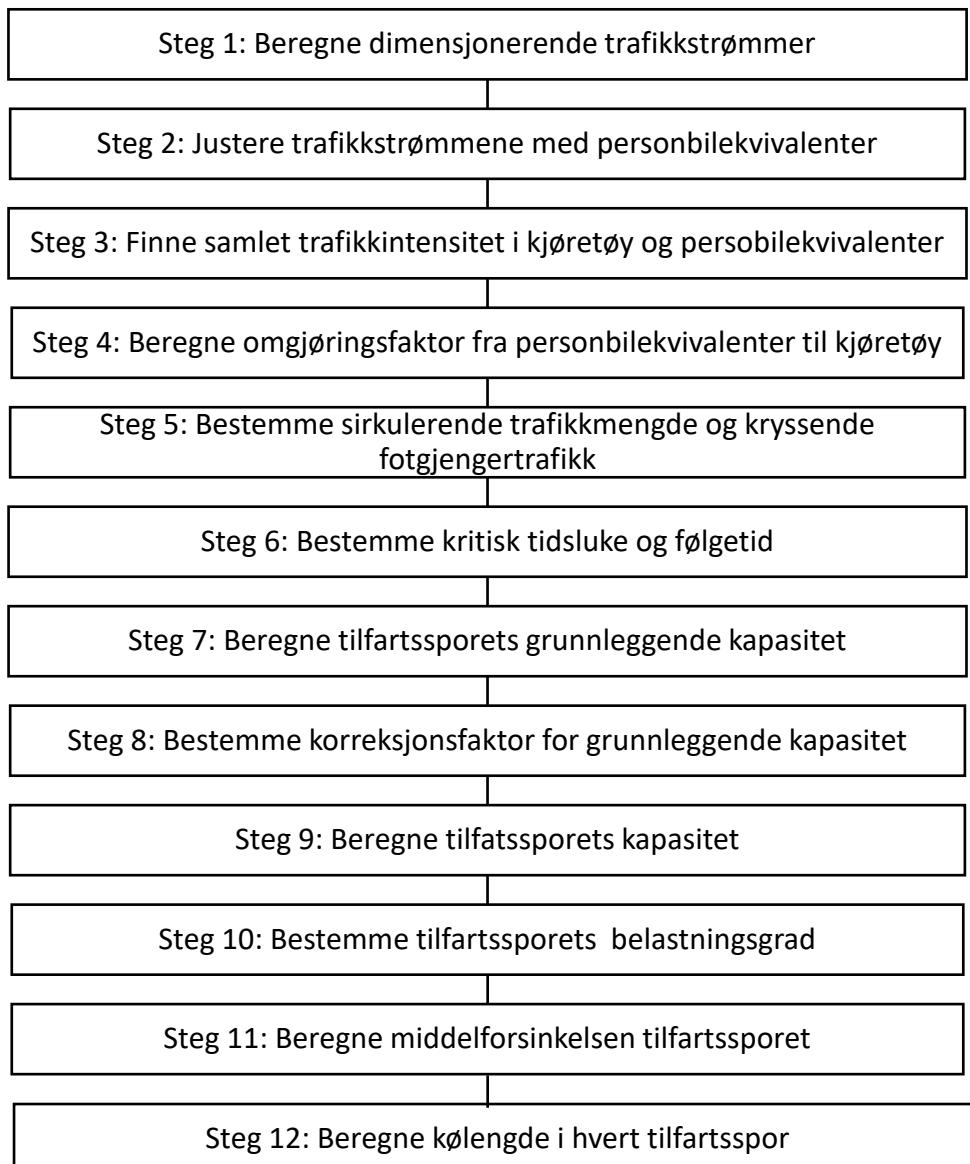 Steg 1: Beregne dimensjonerende trafikkstrømmer
Steg 2: Justere trafikkstrømmene med personbilekvivalenter
Steg 3: Finne samlet trafikkintensitet i kjøretøy og persobilekvivalenter
Steg 4: Beregne omgjøringsfaktor fra personbilekvivalenter til kjøretøy
Steg 5: Bestemme sirkulerende trafikkmengde og kryssende
fotgjengertrafikk
Steg 6: Bestemme kritisk tidsluke og følgetid
Steg 7: Beregne tilfartssporets grunnleggende kapasitet
Steg 8: Bestemme korreksjonsfaktor for grunnleggende kapasitet
Steg 9: Beregne tilfatssporets kapasitet
Steg 10: Bestemme tilfartssporets  belastningsgrad
Steg 11: Beregne middelforsinkelsen tilfartssporet
Steg 12: Beregne kølengde i hvert tilfartsspor